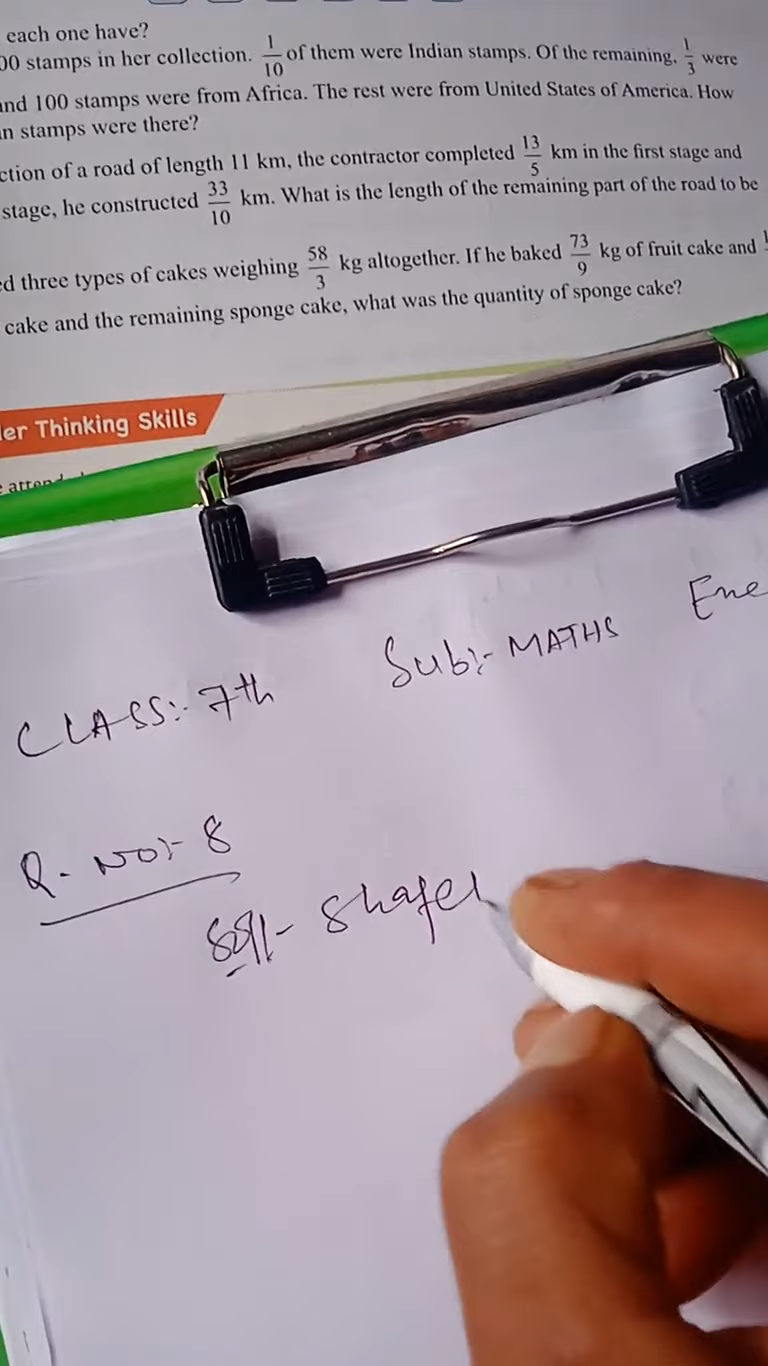 each one have?
00 stamps in her collection. 1/10 of them were Indian stamps. Of the remaining, 1/3 were
and 100 stamps were from Africa. The rest were from United States of America. How
n stamps were there?
ction of a road of length 11 km, the contractor completed 13/5 km in the first stage and
stage, he constructed 33/10 km. What is the length of the remaining part of the road to be
ed three types of cakes weighing 58/3 kg altogether. If he baked 73/9 kg of fruit cake and
cake and the remaining sponge cake, what was the quantity of sponge cake?
er Thinking Skills
CLASS:- 7th Sub:- MATHS Exe
Q. No:- 8
Sol:- Shafe